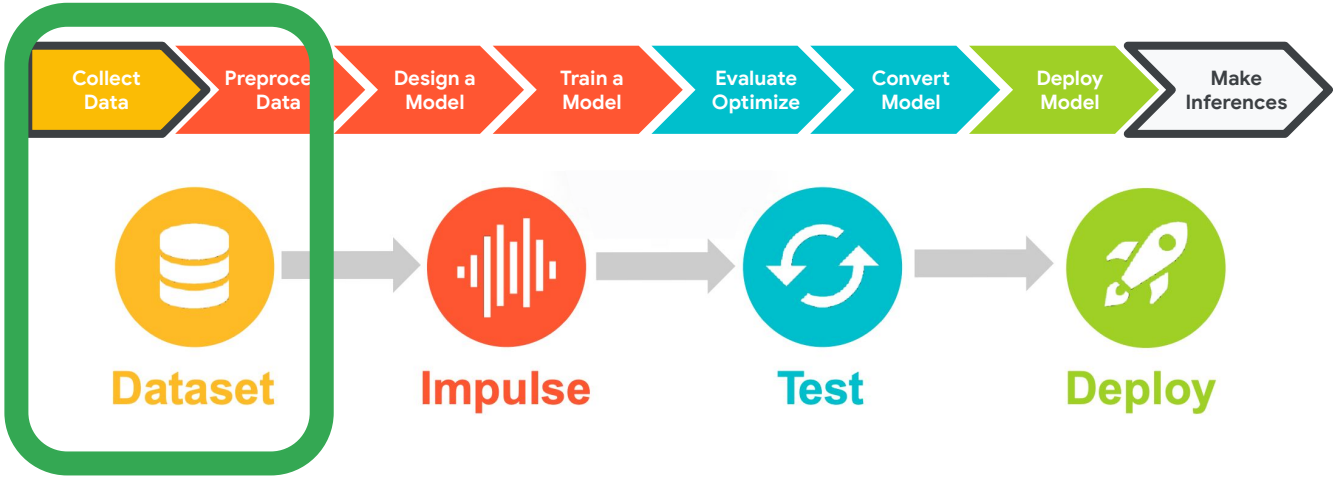 Collect
Data
Preproce
Data
Design a
Model
Train a
Model
Evaluate
Optimize
Convert
Model
Deploy
Model
Make
Inferences
Dataset
Impulse
Test
Deploy